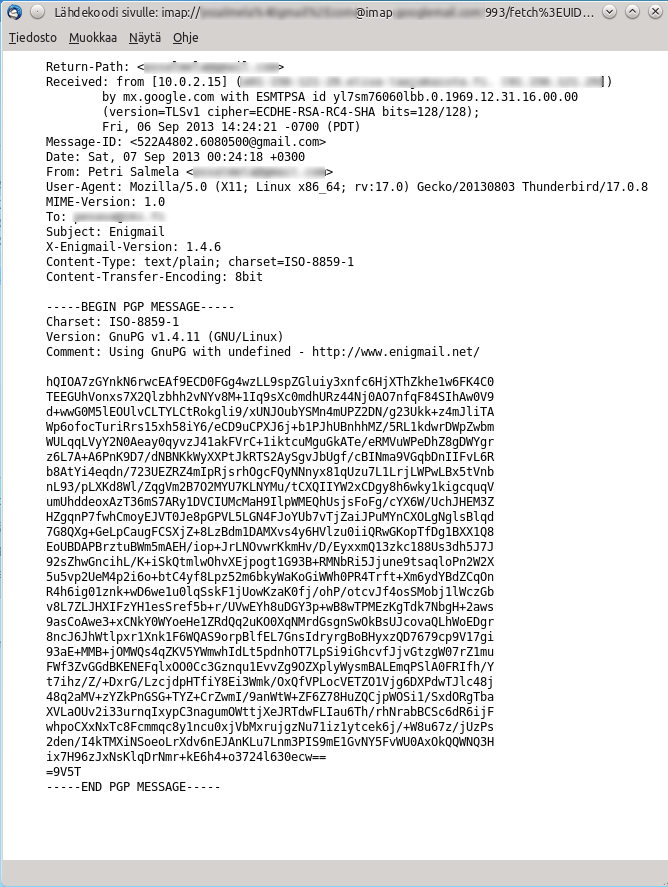 Lähdekoodi sivulle: imap://@imap 993/fetch%3EUID...
Tiedosto Muokkaa Näytä Ohje
Return-Path: <>
Received: from [10.0.2.15] ()
by mx.google.com with ESMTPSA id yl7sm76060lbb.0.1969.12.31.16.00.00
(version=TLSv1 cipher=ECDHE-RSA-RC4-SHA bits=128/128);
Fri, 06 Sep 2013 14:24:21 -0700 (PDT)
Message-ID: <522A4802.6080500@gmail.com>
Date: Sat, 07 Sep 2013 00:24:18 +0300
From: Petri Salmela <>
User-Agent: Mozilla/5.0 (X11; Linux x86_64; rv:17.0) Gecko/20130803 Thunderbird/17.0.8
MIME-Version: 1.0
To:
Subject: Enigmail
X-Enigmail-Version: 1.4.6
Content-Type: text/plain; charset=ISO-8859-1
Content-Transfer-Encoding: 8bit
-----BEGIN PGP MESSAGE-----
Charset: ISO-8859-1
Version: GnuPG v1.4.11 (GNU/Linux)
Comment: Using GnuPG with undefined - http://www.enigmail.net/
hQIOA7zGYnkN6rwcEAf9ECD0FGg4wzLL9spZGluiy3xnfc6HjXThZkhe1w6FK4C0
TEEGUhVonxs7X2Qlzbhh2vNYv8M+1Iq9sXc0mdhURz44Nj0AO7nfqF84SIhAw0V9
d+wwG0M5lEOUlvCLTYLCtRokgli9/xUNJOubYSMn4mUPZ2DN/g23Ukk+z4mJliTA
Wp6ofocTuriRrs15xh58iY6/eCD9uCPXJ6j+b1PJhUBnhhMZ/5RL1kdwrDWpZwbm
WULqqLVyY2N0Aeay0qyvzJ41akFVrC+1iktcuMguGkATe/eRMVuWPeDhZ8gDWYgr
z6L7A+A6PnK9D7/dNBNKkWyXXPtJkRTS2AySgvJbUgf/cBINma9VGqbDnIIFvL6R
b8AtYi4eqdn/723UEZRZ4mIpRjsrhOgcFQyNNnyx81qUzu7L1LrjLWPwLBx5tVnb
nL93/pLXKd8Wl/ZqgVm2B7O2MYU7KLNYMu/tCXQIIYW2xCDgy8h6wky1kigcquqV
umUhddeoxAzT36mS7ARy1DVCIUMcMaH9IlpWMEQhUsjsFoFg/cYX6W/UchJHEM3Z
HZgqnP7fwhCmoyEJVT0Je8pGPVL5LGN4FJoYUb7vTjZaiJPuMYnCXOLgNglsBlqd
7G8QXg+GeLpCaugFCSXjZ+8LzBdm1DAMXvs4y6HVlzu0iiQRwGKopTfDg1BXX1Q8
EoUBDAPBrztuBWm5mAEH/iop+JrLNOvwrKkmHv/D/EyxxmQ13zkc188Us3dh5J7J
92sZhwGncihL/K+iSkQtmlwOhvXEjpogt1G93B+RMNbRi5Jjune9tsaqloPn2W2X
5u5vp2UeM4p2i6o+btC4yf8Lpz52m6bkyWaKoGiWWh0PR4Trft+Xm6ydYBdZCqOn
R4h6ig01znk+wD6we1u0lqSskF1jUowKzaK0fj/ohP/otcvJf4osSMobj1lWczGb
v8L7ZLJHXIFzYH1esSref5b+r/UVwEYh8uDGY3p+wB8wTPMEzKgTdk7NbgH+2aws
9asCoAwe3+xCNkY0WYoeHe1ZRdQq2uKO0XqNMrdGsgnSwOkBsUJcovaQLhWoEDgr
8ncJ6JhWtlpxr1Xnk1F6WQAS9orpBlfEL7GnsIdryrgBoBHyxzQD7679cp9V17gi
93aE+MMB+jOMWQs4qZKV5YWmwhIdLt5pdnhOT7LpSi9iGhcvfJjvGtzgW07rZ1mu
FWf3ZvGGdBKENEFqlxOO0Cc3Gznqu1EvvZg9OZXplyWysmBALEmqPSlA0FRIfh/Y
t7ihz/Z/+DxrG/LzcjdpHTfiY8Ei3Wmk/OxQfVPLocVETZO1Vjg6DXPdwTJlc48j
48q2aMV+zYZkPnGSG+TYZ+CrZwmI/9anWtW+ZF6Z78HuZQCjpWOSi1/SxdORgTba
XVLaOUv2i33urnqIxypC3nagumOWttjXeJRTdwFLIau6Th/rhNrabBCSc6dR6ijF
whpoCXxNxTc8Fcmmqc8y1ncu0xjVbMxrujgzNu71iz1ytcek6j/+W8u67z/jUzPs
2den/I4kTMXiNSoeoLrXdv6nEJAnKLu7Lnm3PIS9mE1GvNY5FvWU0AxOkQQWNQ3H
ix7H96zJxNsKlqDrNmr+kE6h4+o3724l630ecw==
=9V5T
-----END PGP MESSAGE-----